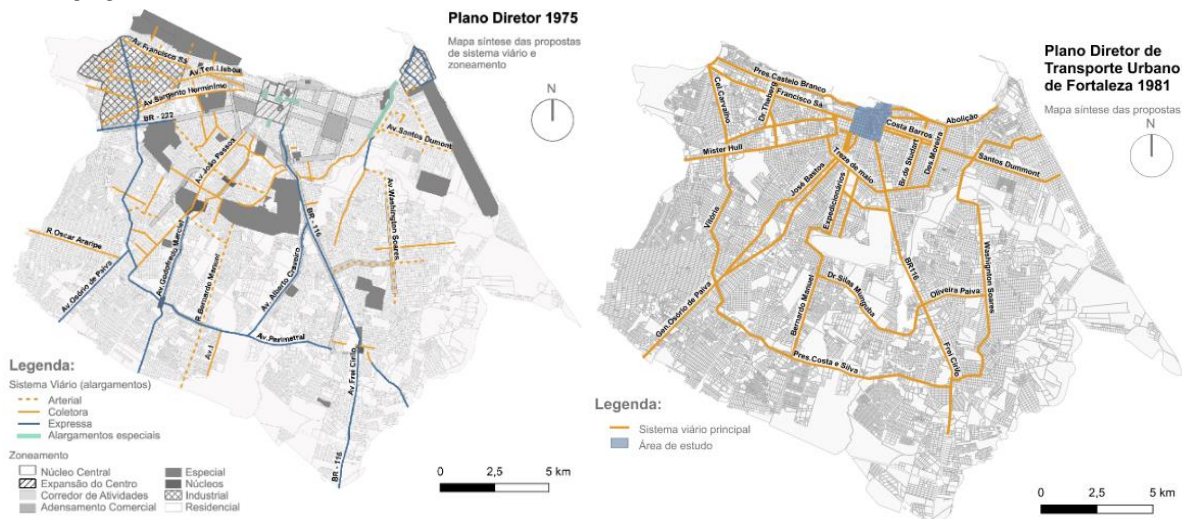 Plano Diretor 1975
Mapa síntese das propostas
de sistema viário e
zoneamento
N
Av.Francisco Sá
Av.Ten.Lisboa
Av.Sargento Hermínimo
BR - 222
Av.João Pessoa
Av.Santos Dumont
Av.Washington Soares
R.Oscar Araripe
Av.Osório de Paiva
Av.Godofredo Maciel
R.Bernardo Manuel
BR - 116
Av. Alberto Craveiro
Av.Perimetral
Av.I
Av.Frei Cirilo
BR - 116
Legenda:
Sistema Viário (alargamentos)
Arterial
Coletora
Expressa
Alargamentos especiais
Zoneamento
Núcleo Central
Expansão do Centro
Corredor de Atividades
Adensamento Comercial
Especial
Núcleos
Industrial
Residencial
0 2,5 5 km
Plano Diretor de
Transporte Urbano
de Fortaleza 1981
Mapa síntese das propostas
N
Pres.Castelo Branco
Francisco Sá
Cel.Carvalho
Dr.Theberg
Mister Hull
Abolição
Costa Barros
Santos Dummont
Br.de Studart
Des.Moreira
Treze de maio
José Bastos
Expedicionários
Vitória
BR116
Washignton Soares
Gen.Osório de Paiva
Bernardo Manuel
Dr.Silas Munguba
Oliveira Paiva
Pres.Costa e Silva
Frei Cirilo
Legenda:
Sistema viário principal
Área de estudo
0 2,5 5 km